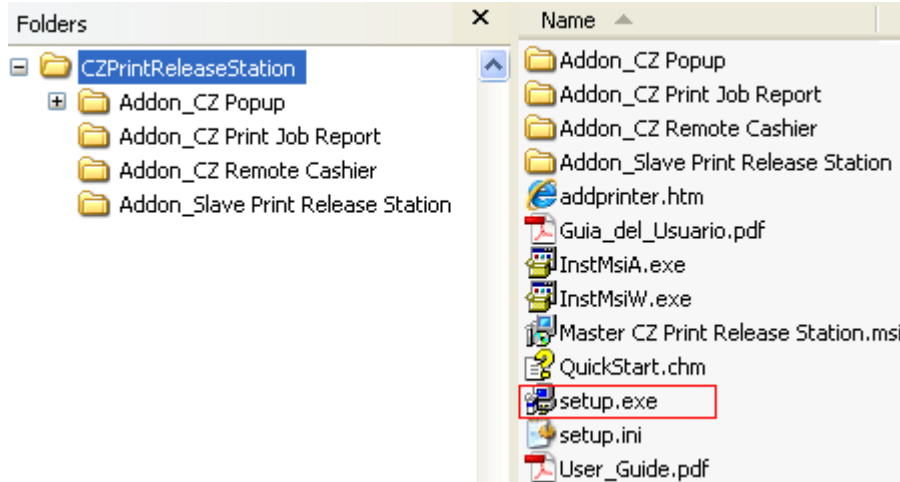 Folders
CZPrintReleaseStation
Addon_CZ Popup
Addon_CZ Print Job Report
Addon_CZ Remote Cashier
Addon_Slave Print Release Station
Name
Addon_CZ Popup
Addon_CZ Print Job Report
Addon_CZ Remote Cashier
Addon_Slave Print Release Station
addprinter.htm
Guia_del_Usuario.pdf
InstMsiA.exe
InstMsiW.exe
Master CZ Print Release Station.msi
QuickStart.chm
setup.exe
setup.ini
User_Guide.pdf